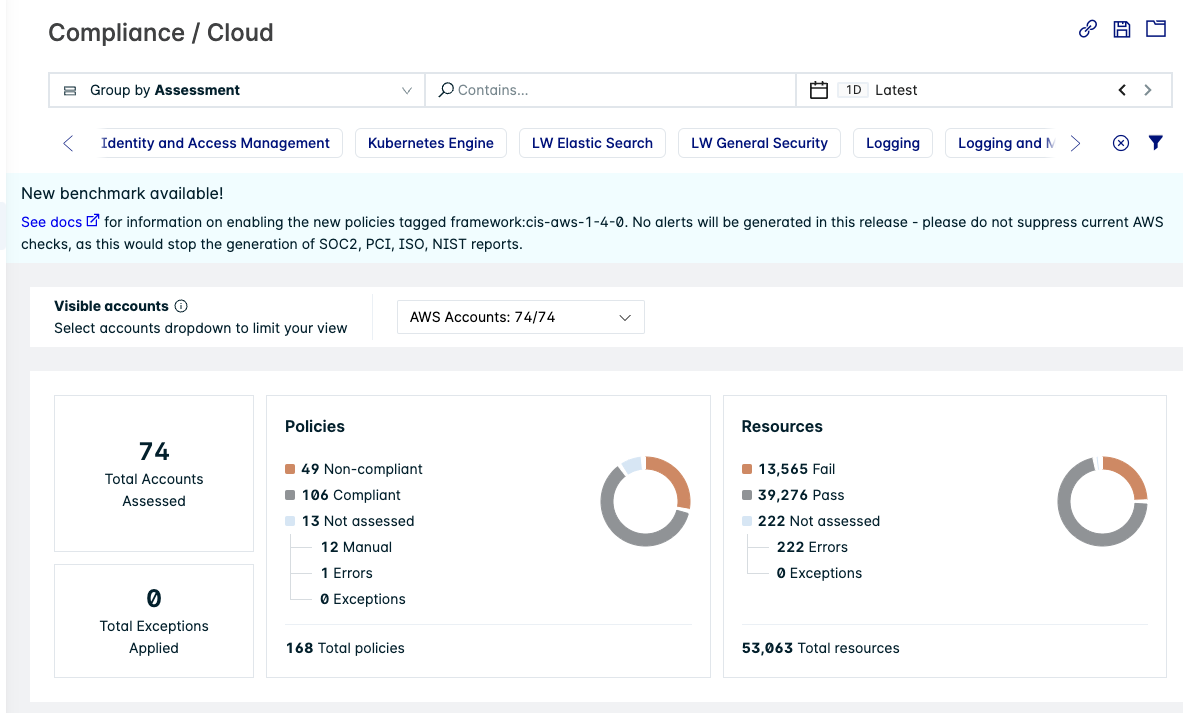 Compliance / Cloud
Group by Assessment
Contains...
1D Latest
Identity and Access Management
Kubernetes Engine
LW Elastic Search
LW General Security
Logging
Logging and
New benchmark available!
See docs for information on enabling the new policies tagged framework:cis-aws-1-4-0. No alerts will be generated in this release - please do not suppress current AWS
checks, as this would stop the generation of SOC2, PCI, ISO, NIST reports.
Visible accounts
Select accounts dropdown to limit your view
AWS Accounts: 74/74
74
Total Accounts
Assessed
0
Total Exceptions
Applied
Policies
49 Non-compliant
106 Compliant
13 Not assessed
12 Manual
1 Errors
0 Exceptions
168 Total policies
Resources
13,565 Fail
39,276 Pass
222 Not assessed
222 Errors
0 Exceptions
53,063 Total resources